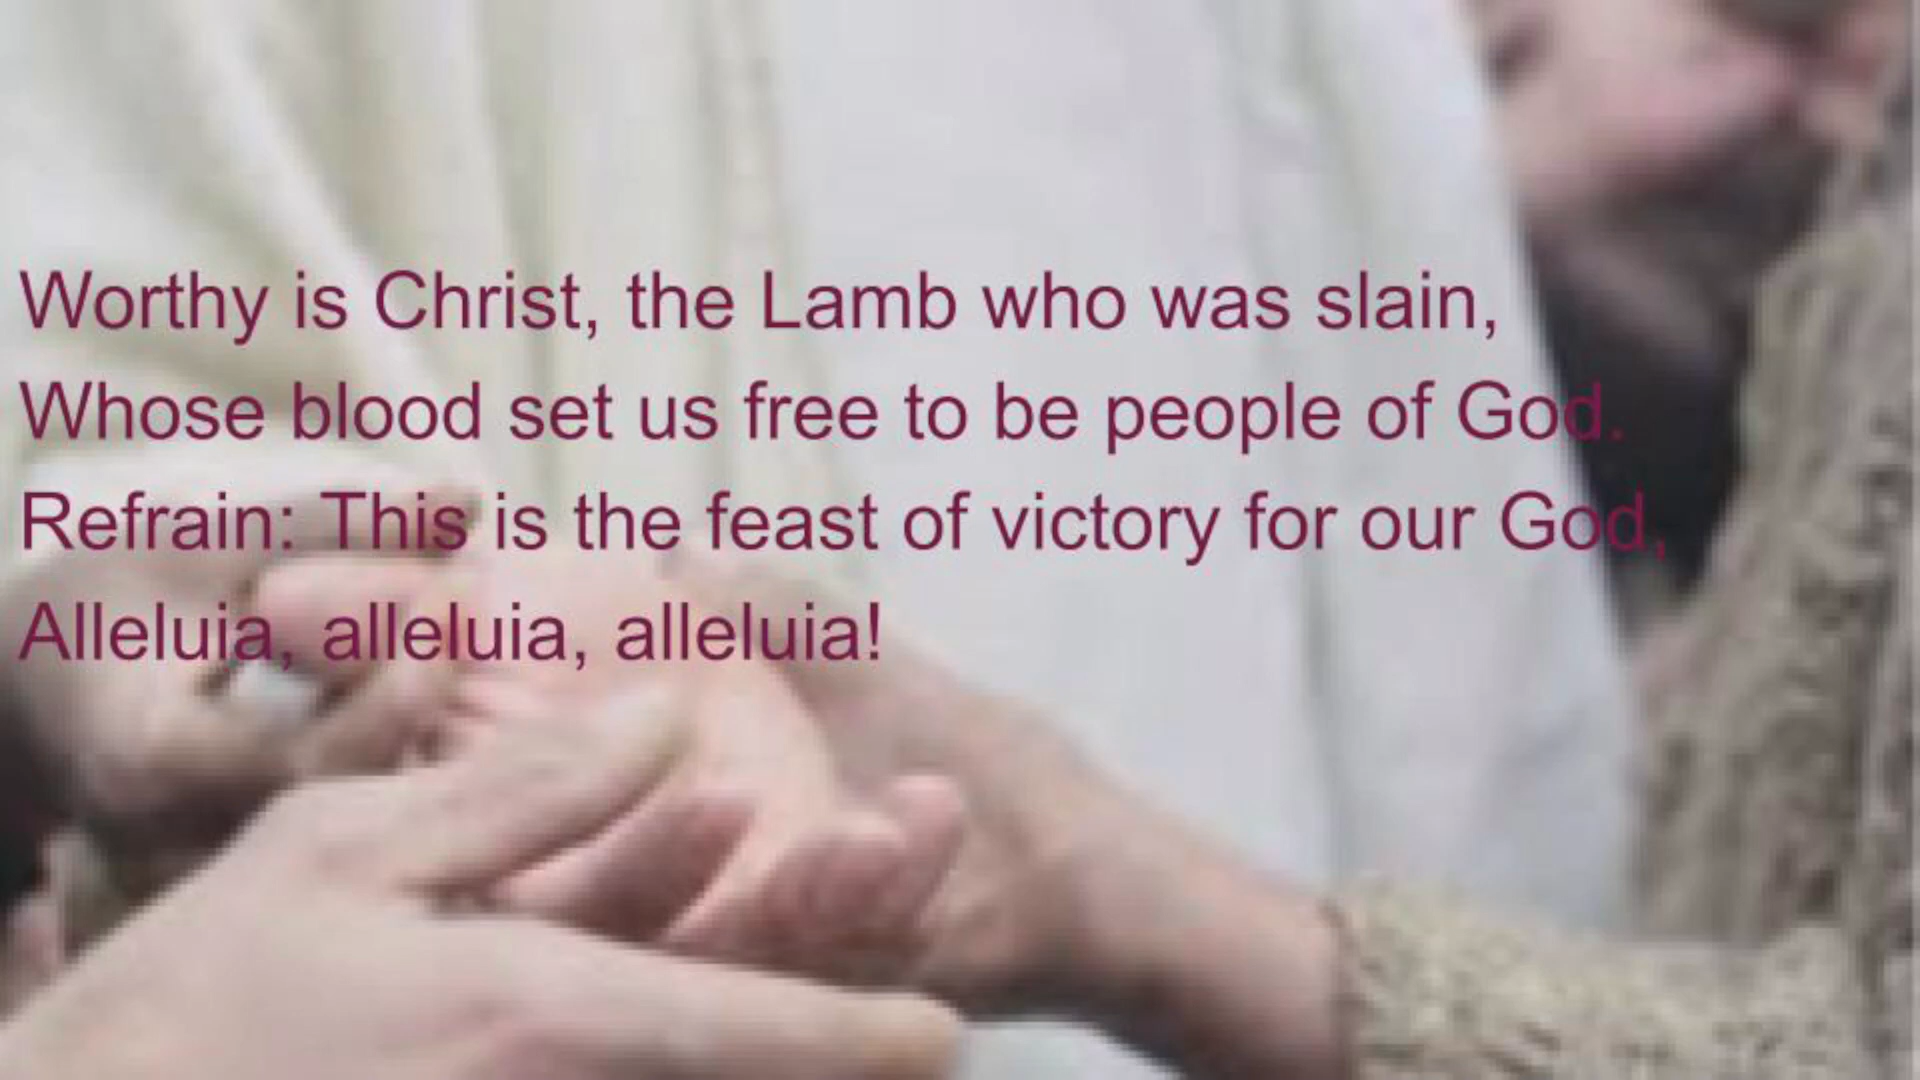 Worthy is Christ, the Lamb who was slain,
Whose blood set us free to be people of God.
Refrain: This is the feast of victory for our God,
Alleluia, alleluia, alleluia!